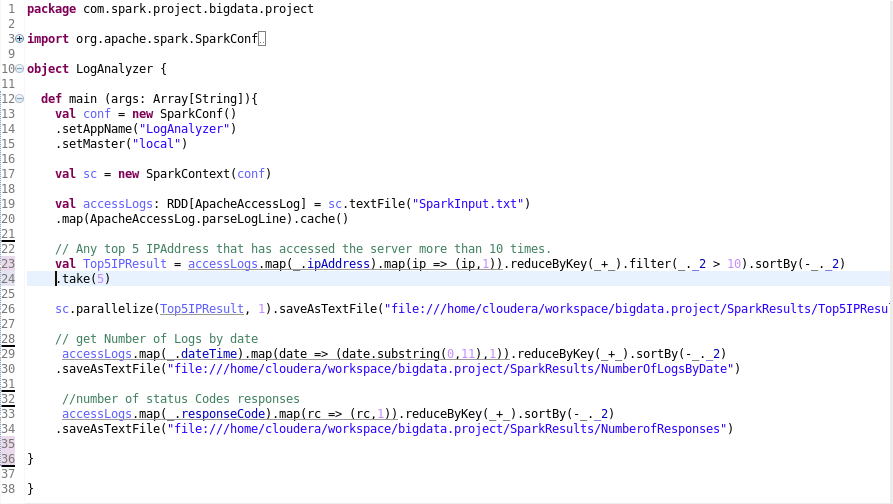 1 package com.spark.project.bigdata.project
2
3 import org.apache.spark.SparkConf
9
10 object LogAnalyzer {
11
12 def main (args: Array[String]){
13 val conf = new SparkConf()
14 .setAppName("LogAnalyzer")
15 .setMaster("local")
16
17 val sc = new SparkContext(conf)
18
19 val accessLogs: RDD[ApacheAccessLog] = sc.textFile("SparkInput.txt")
20 .map(ApacheAccessLog.parseLogLine).cache()
21
22 // Any top 5 IPAddress that has accessed the server more than 10 times.
23 val Top5IPResult = accessLogs.map(_.ipAddress).map(ip => (ip,1)).reduceByKey(_+_).filter(_._2 > 10).sortBy(-_._2)
24 .take(5)
25
26 sc.parallelize(Top5IPResult, 1).saveAsTextFile("file:///home/cloudera/workspace/bigdata.project/SparkResults/Top5IPResu
27
28 // get Number of Logs by date
29 accessLogs.map(_.dateTime).map(date => (date.substring(0,11),1)).reduceByKey(_+_).sortBy(-_._2)
30 .saveAsTextFile("file:///home/cloudera/workspace/bigdata.project/SparkResults/NumberOfLogsByDate")
31
32 //number of status Codes responses
33 accessLogs.map(_.responseCode).map(rc => (rc,1)).reduceByKey(_+_).sortBy(-_._2)
34 .saveAsTextFile("file:///home/cloudera/workspace/bigdata.project/SparkResults/NumberofResponses")
35
36 }
37
38 }